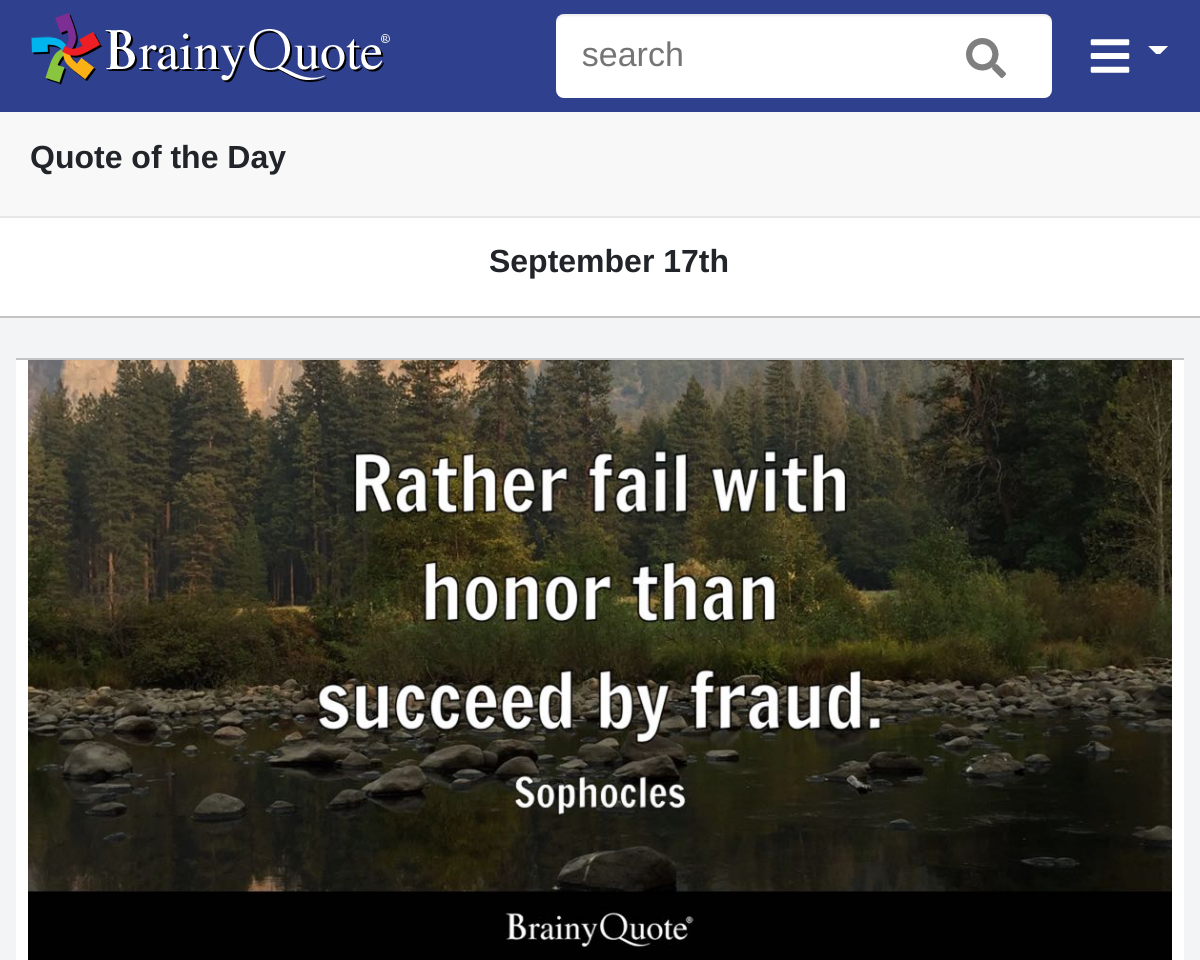 BrainyQuote®
search
Quote of the Day
September 17th
Rather fail with
honor than
succeed by fraud.
Sophocles
BrainyQuote®